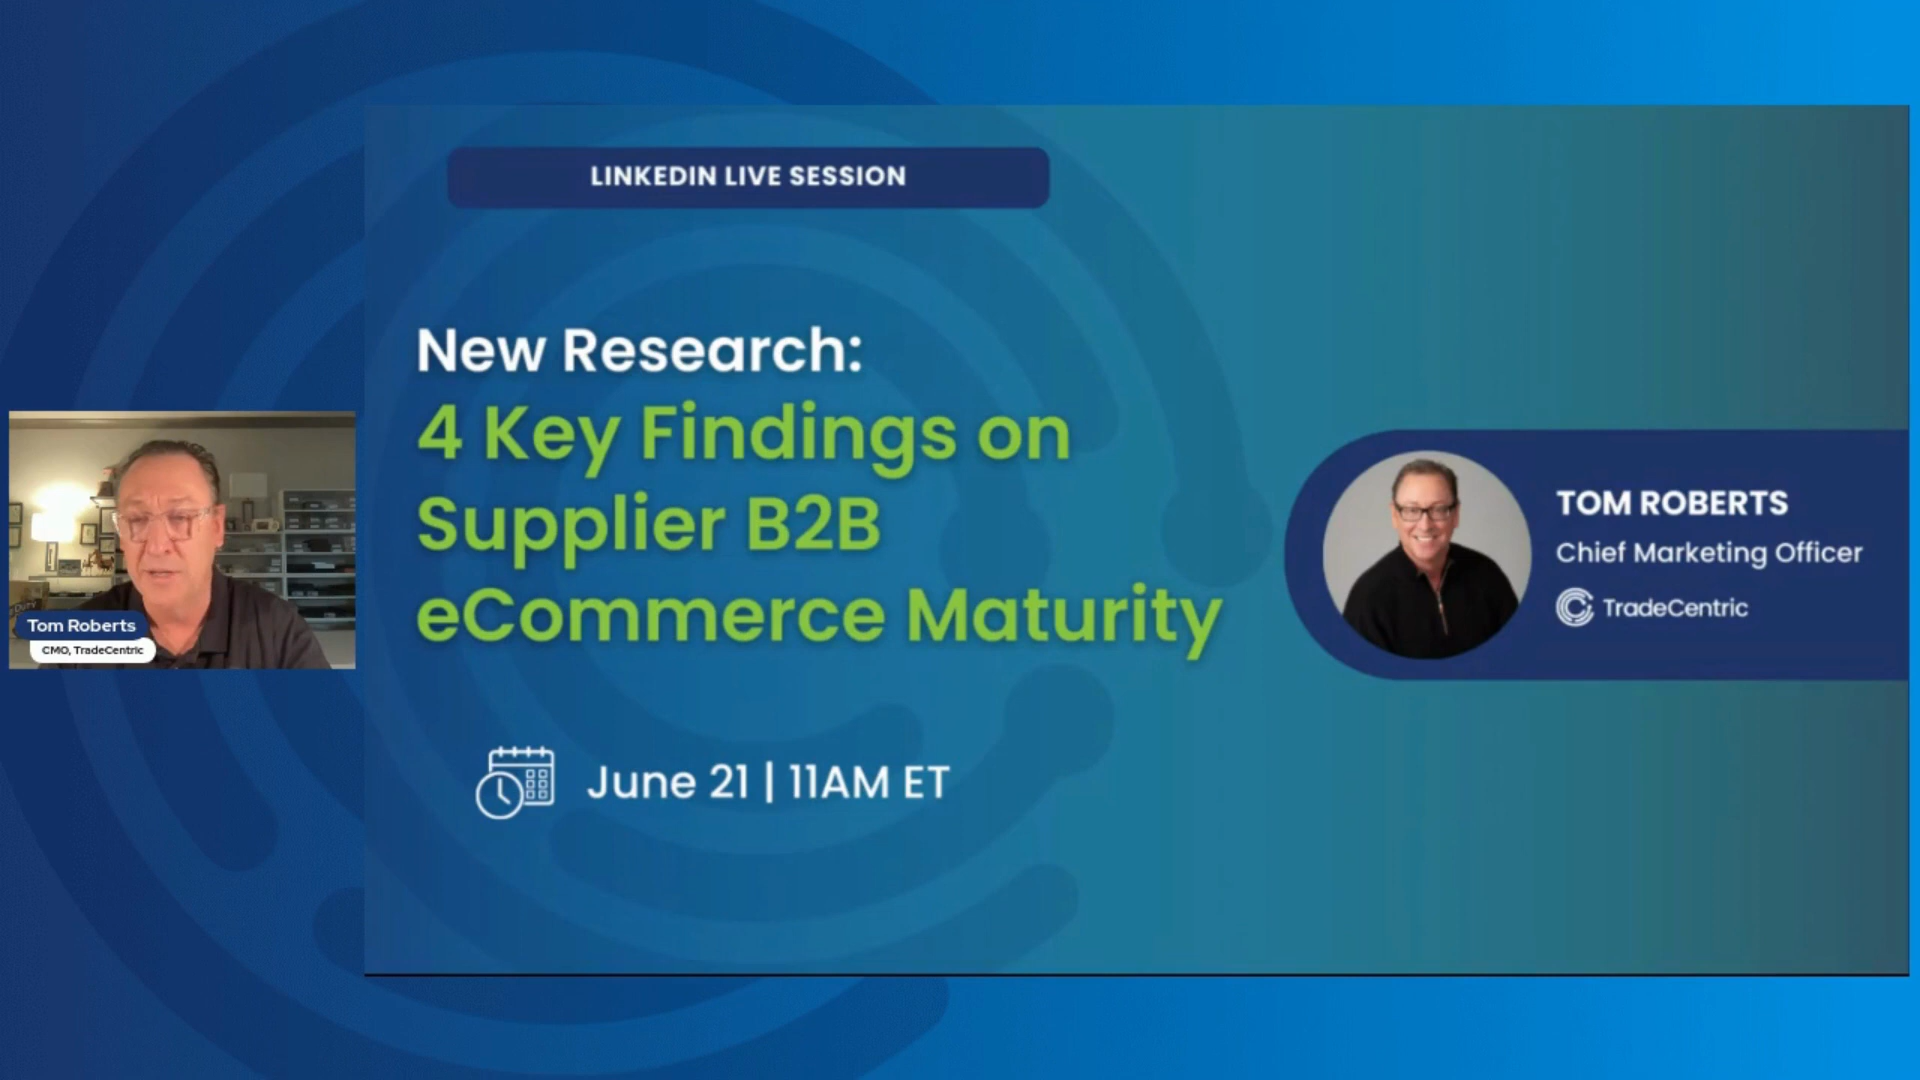 LINKEDIN LIVE SESSION
New Research:
4 Key Findings on
Supplier B2B
eCommerce Maturity
June 21 | 11AM ET
TOM ROBERTS
Chief Marketing Officer
TradeCentric
Tom Roberts
CMO, TradeCentric